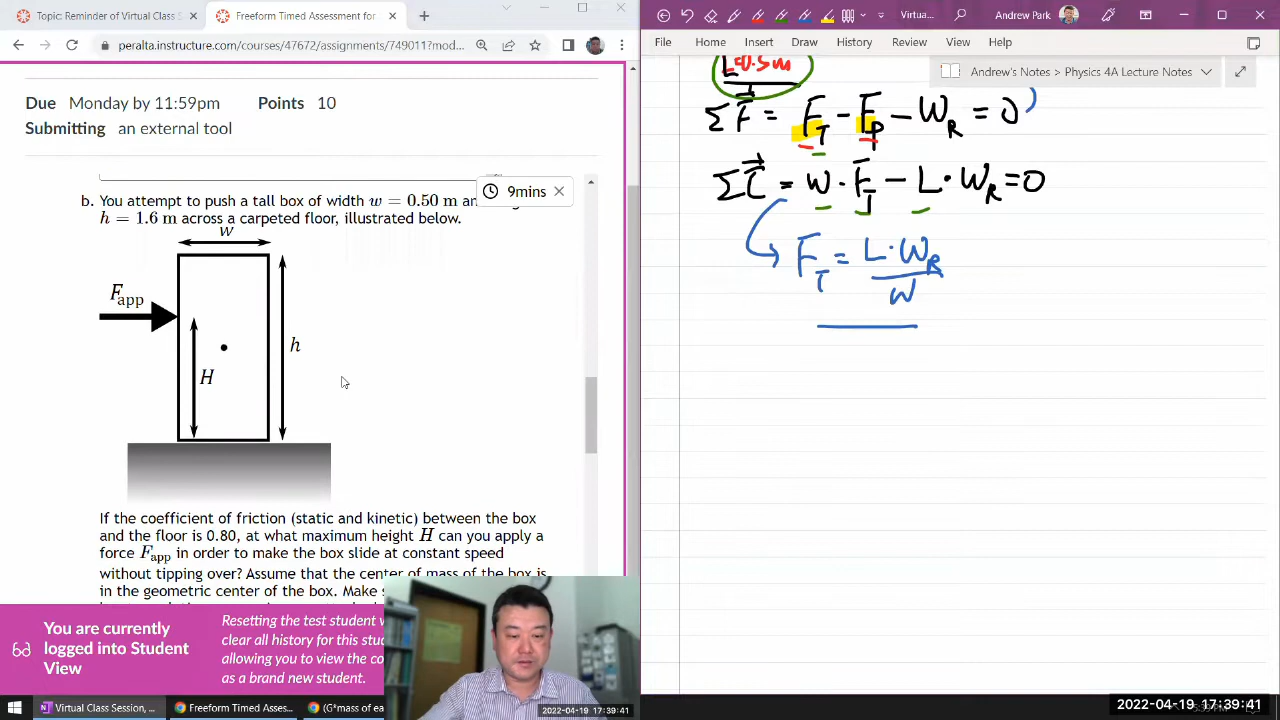 Topic Reminder of Virtual Class
Freeform Timed Assessment for
peraltanstructure.com/courses/47672/assignments/749011?mod...
Due Monday by 11:59pm Points 10
Submitting an external tool
9mins
b. You attempt to push a tall box of width w = 0.50 m
h = 1.6 m across a carpeted floor, illustrated below.
w
F_app
h
H
If the coefficient of friction (static and kinetic) between the box
and the floor is 0.80, at what maximum height H can you apply a
force F_app in order to make the box slide at constant speed
without tipping over? Assume that the center of mass of the box is
in the geometric center of the box. Make
You are currently
logged into Student
View
Resetting the test student
clear all history for this
allowing you to view the
as a brand new student.
Virtual Class Session,
Freeform Timed Asses...
(G*mass of ea
2022-04-19 17:39:41
Virtua...
Andrew Park
File Home Insert Draw History Review View Help
Andrew's Notes > Physics 4A Lecture Notes
L=0.5m
ΣF⃗ = F_T - F_P - W_R = 0
Στ⃗ = W · F_T - L · W_R = 0
F_T = L · W_R / W
2022-04-19 17:39:41